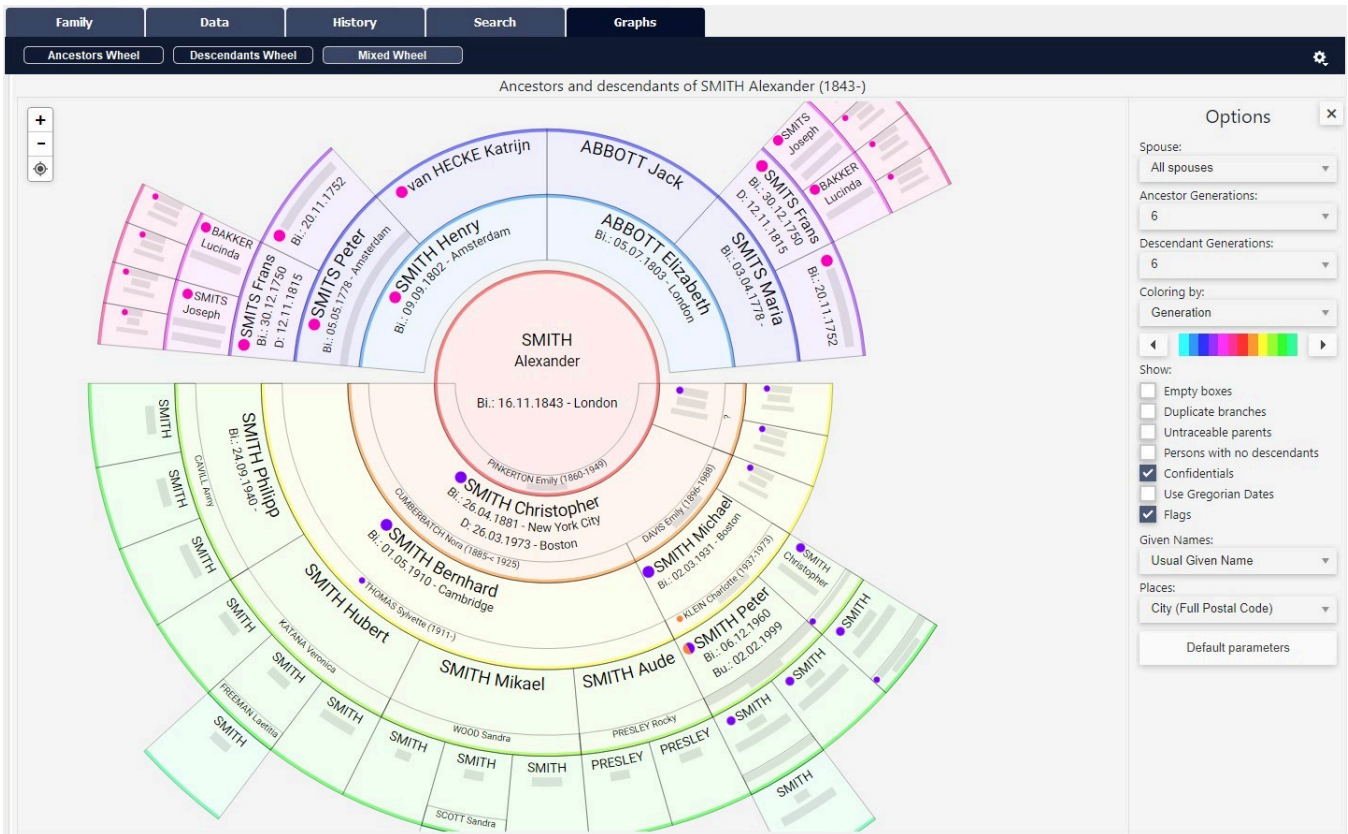 Family
Data
History
Search
Graphs
Ancestors Wheel
Descendants Wheel
Mixed Wheel
Ancestors and descendants of SMITH Alexander (1843-)
+
-
SMITS
Joseph
BAKKER
Lucinda
SMITS Frans
Bi.: 30.12.1750
D: 12.11.1815
Bi.: 20.11.1752
van HECKE Katrijn
ABBOTT Jack
Bi.: 20.11.1752
BAKKER
Lucinda
SMITS
Joseph
SMITS Frans
Bi.: 30.12.1750
D: 12.11.1815
SMITS Peter
Bi.: 05.05.1778 - Amsterdam
SMITH Henry
Bi.: 09.09.1802 - Amsterdam
ABBOTT Elizabeth
Bi.: 05.07.1803 - London
SMITS Maria
Bi.: 03.04.1778 -
SMITH
Alexander
Bi.: 16.11.1843 - London
PINKERTON Emily (1860-1949)
SMITH Christopher
Bi.: 26.04.1881 - New York City
D: 26.03.1973 - Boston
CUMBERBATCH Nora (1885-< 1925)
DAVIS Emily (1896-1988)
?
SMITH Bernhard
Bi.: 01.05.1910 - Cambridge
THOMAS Sylvette (1911-)
SMITH Michael
Bi.: 02.03.1931 - Boston
KLEIN Charlotte (1937-1973)
SMITH Philipp
Bi.: 24.09.1940 -
CAVILL Anny
SMITH Hubert
KATANA Veronica
SMITH Mikael
WOOD Sandra
SMITH Aude
PRESLEY Rocky
SMITH Peter
Bi.: 06.12.1960
Bu.: 02.02.1999
SMITH
Christopher
SMITH
SMITH
SMITH
SMITH
SMITH
FREEMAN Laetitia
SMITH
SMITH
SMITH
SMITH
SCOTT Sandra
SMITH
PRESLEY
PRESLEY
SMITH
SMITH
SMITH
SMITH
Options
Spouse:
All spouses
Ancestor Generations:
6
Descendant Generations:
6
Coloring by:
Generation
Show:
Empty boxes
Duplicate branches
Untraceable parents
Persons with no descendants
Confidentials
Use Gregorian Dates
Flags
Given Names:
Usual Given Name
Places:
City (Full Postal Code)
Default parameters